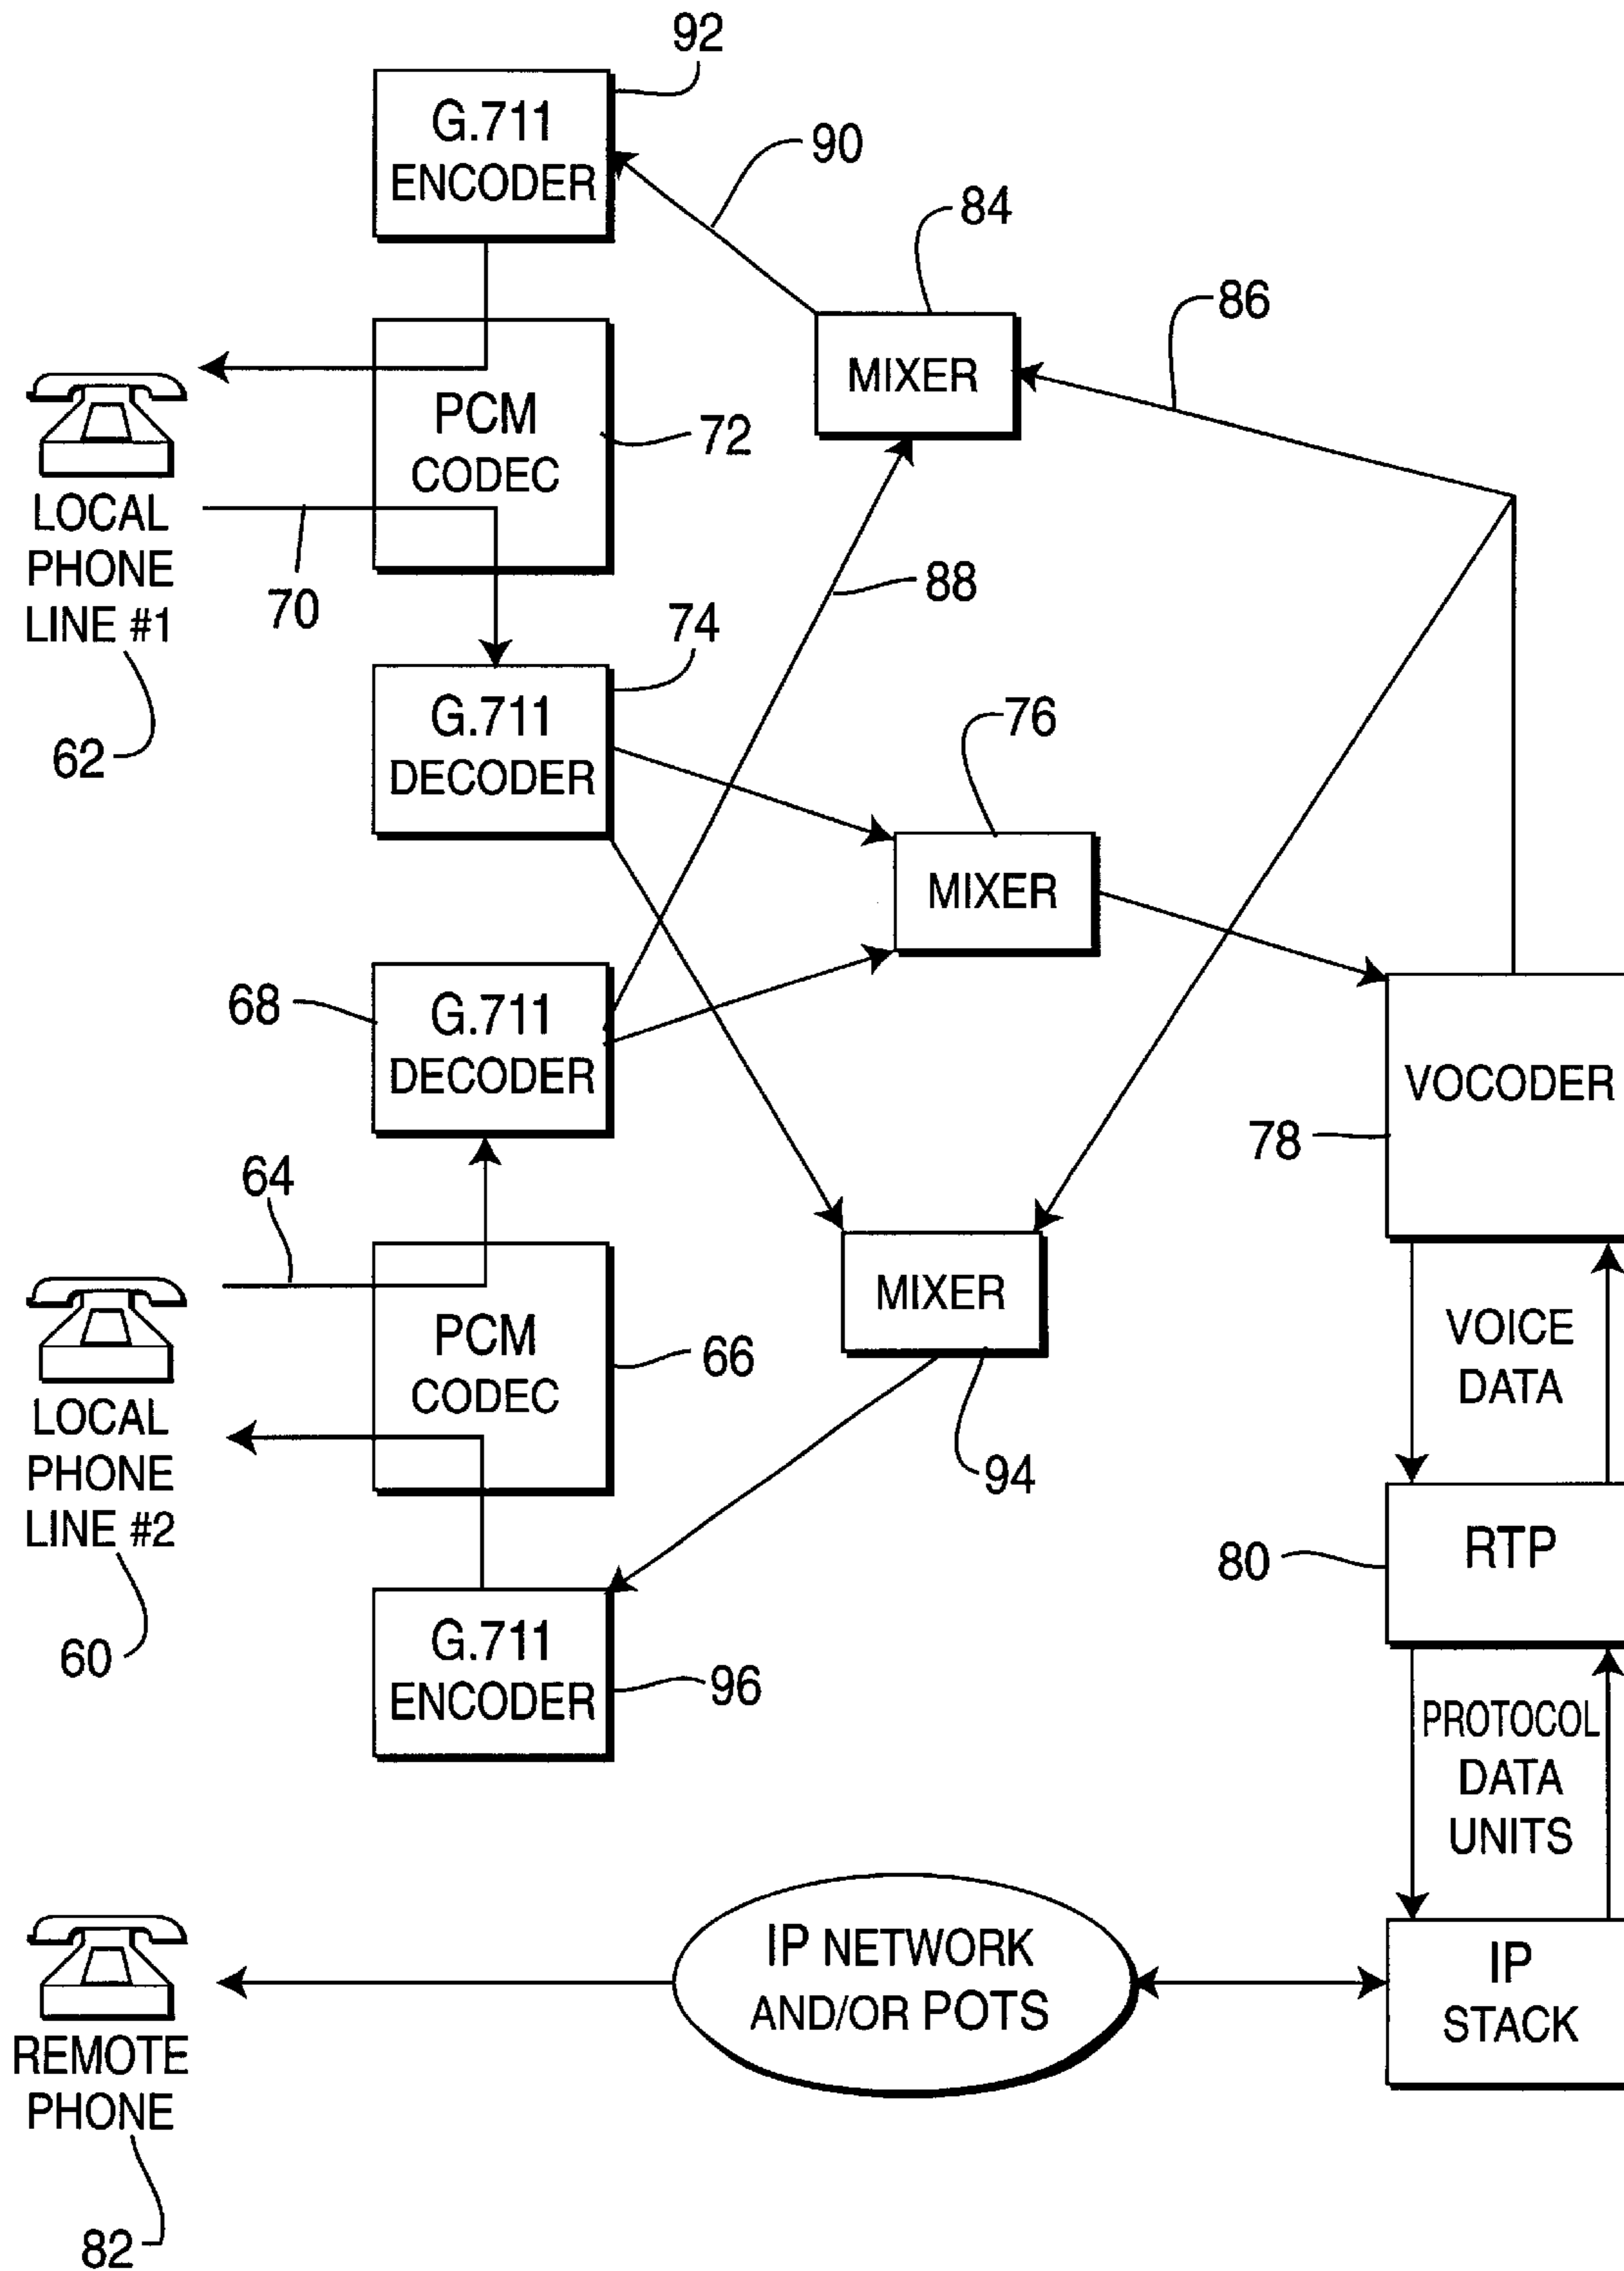 92
G.711
ENCODER
90
84
86
MIXER
PCM
CODEC
72
LOCAL
PHONE
LINE #1
70
88
62
74
G.711
DECODER
76
MIXER
68
G.711
DECODER
VOCODER
78
64
MIXER
PCM
CODEC
66
VOICE
DATA
LOCAL
PHONE
LINE #2
94
80
RTP
60
G.711
ENCODER
96
PROTOCOL
DATA
UNITS
IP NETWORK
AND/OR POTS
IP
STACK
REMOTE
PHONE
82